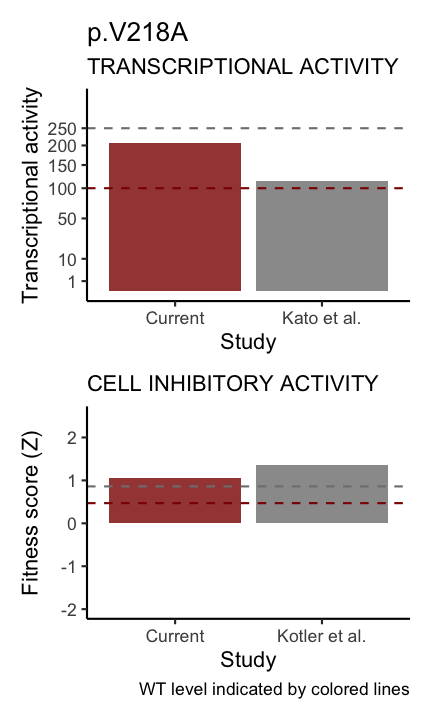 p.V218A
TRANSCRIPTIONAL ACTIVITY
Transcriptional activity
250
200
150
100
50
10
1
Current
Kato et al.
Study
CELL INHIBITORY ACTIVITY
Fitness score (Z)
2
1
0
-1
-2
Current
Kotler et al.
Study
WT level indicated by colored lines